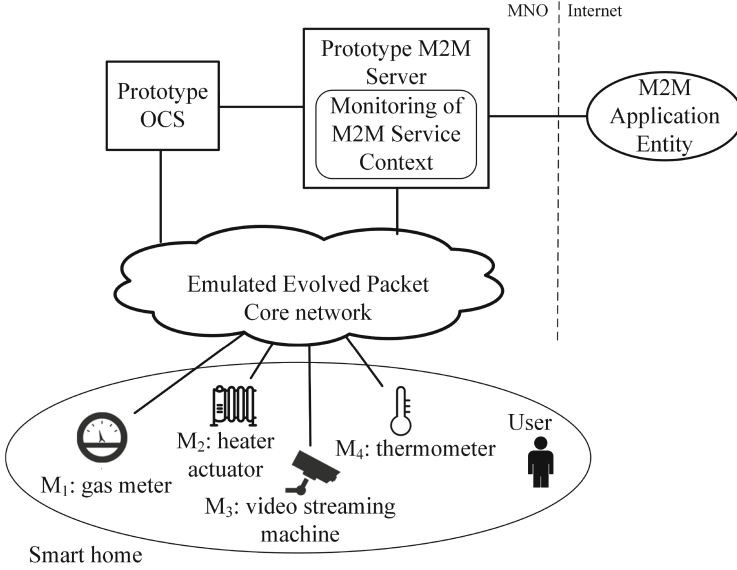 MNO
Internet
Prototype M2M
Server
Monitoring of
M2M Service
Context
Prototype
OCS
M2M
Application
Entity
Emulated Evolved Packet
Core network
M₁: gas meter
M₂: heater
actuator
M₃: video streaming
machine
M₄: thermometer
User
Smart home